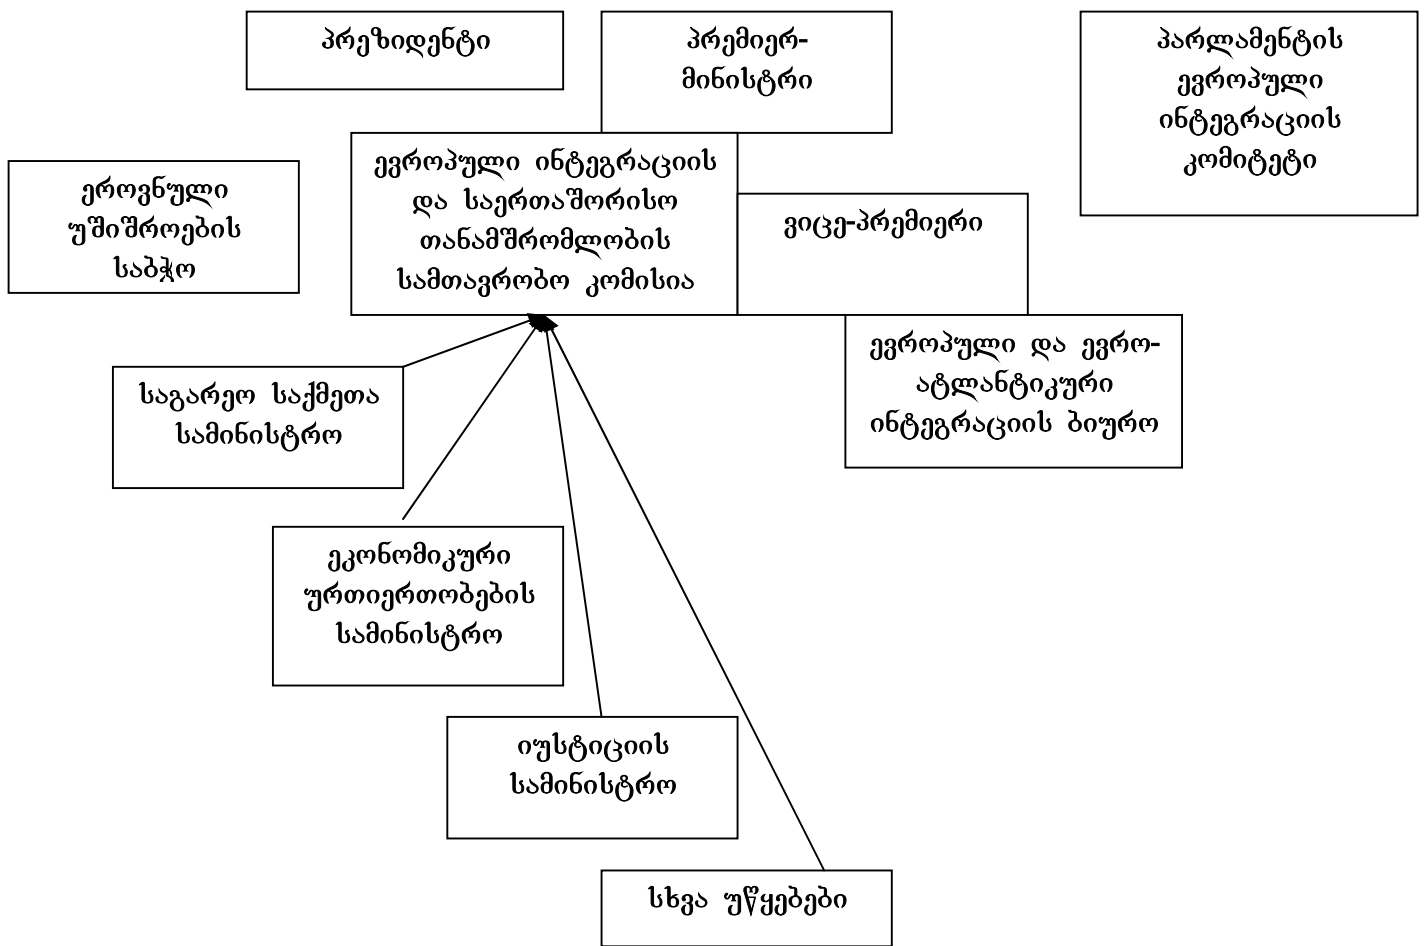 პრეზიდენტი
პრემიერ-
მინისტრი
პარლამენტის
ევროპული
ინტეგრაციის
კომიტეტი
ეროვნული
უშიშროების
საბჭო
ევროპული ინტეგრაციის
და საერთაშორისო
თანამშრომლობის
სამთავრობო კომისია
ვიცე-პრემიერი
ევროპული და ევრო-
ატლანტიკური
ინტეგრაციის ბიურო
საგარეო საქმეთა
სამინისტრო
ეკონომიკური
ურთიერთობების
სამინისტრო
იუსტიციის
სამინისტრო
სხვა უწყებები